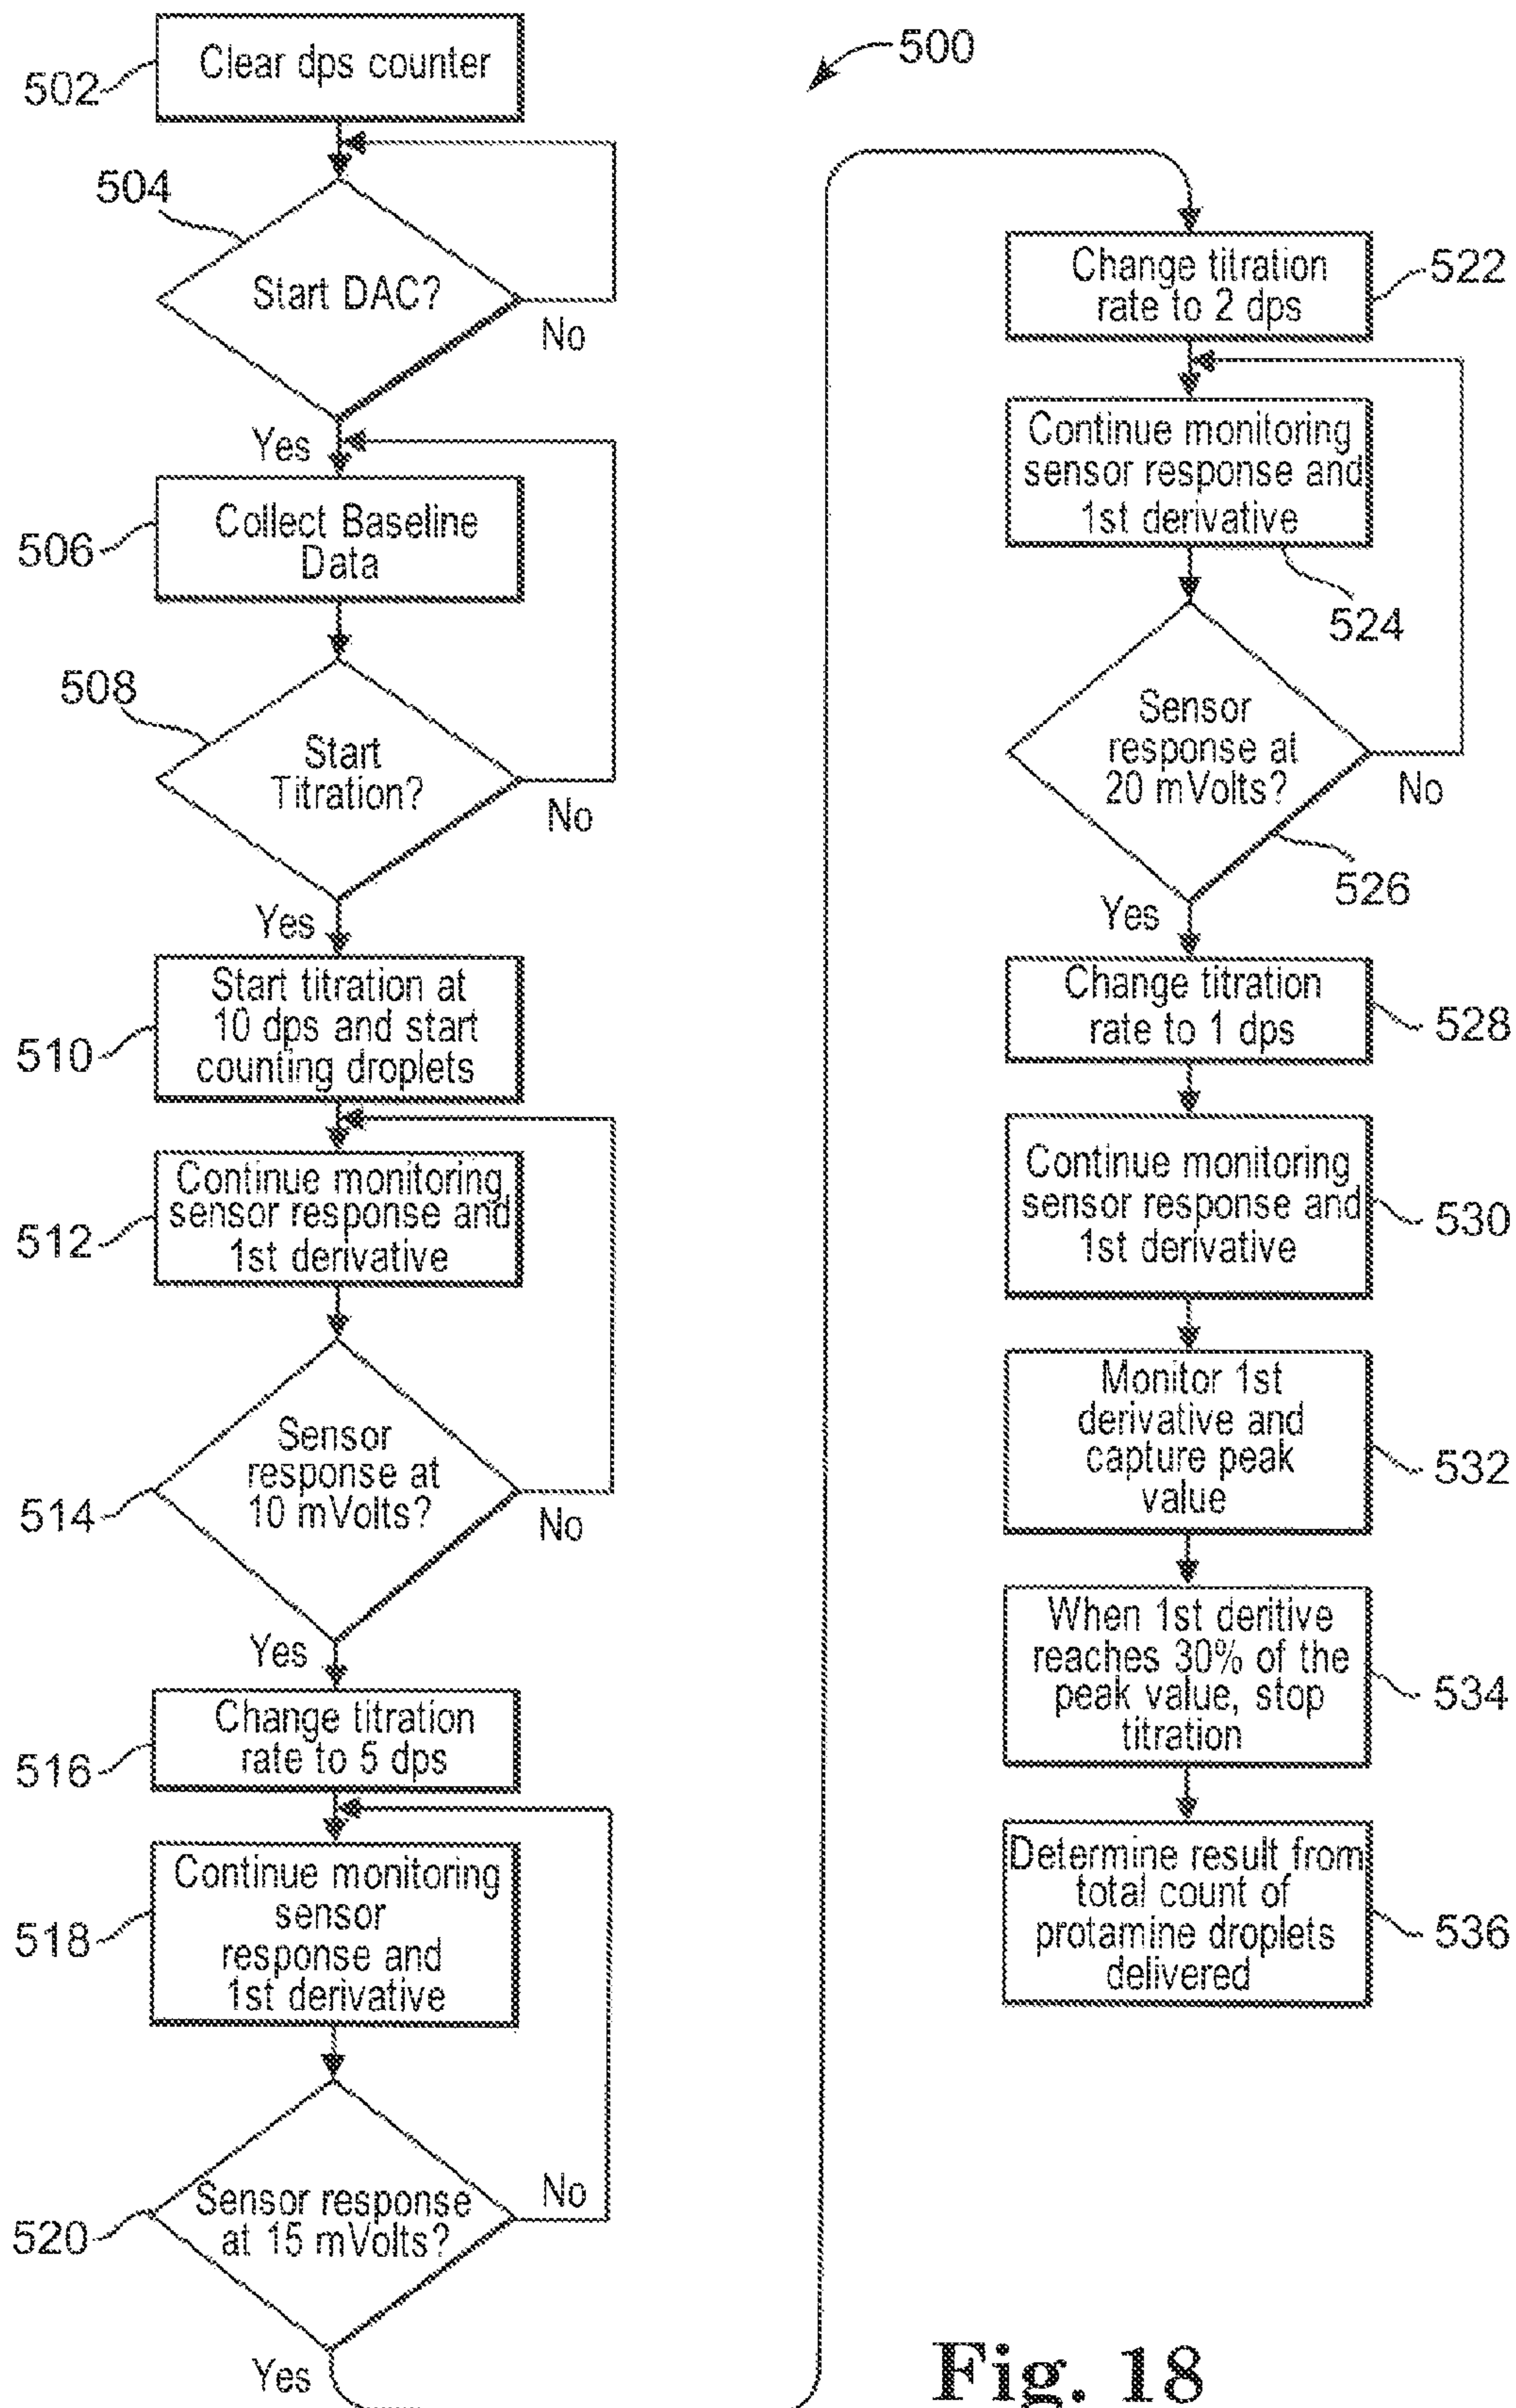 500
502
Clear dps counter
504
Start DAC?
No
Yes
506
Collect Baseline
Data
508
Start
Titration?
No
Yes
510
Start titration at
10 dps and start
counting droplets
512
Continue monitoring
sensor response and
1st derivative
514
Sensor
response at
10 mVolts?
No
Yes
516
Change titration
rate to 5 dps
518
Continue monitoring
sensor
response and
1st derivative
520
Sensor response
at 15 mVolts?
No
Yes
Change titration
rate to 2 dps
522
Continue monitoring
sensor response and
1st derivative
524
Sensor
response at
20 mVolts?
No
526
Yes
Change titration
rate to 1 dps
528
Continue monitoring
sensor response and
1st derivative
530
Monitor 1st
derivative and
capture peak
value
532
When 1st deritive
reaches 30% of the
peak value, stop
titration
534
Determine result from
total count of
protamine droplets
delivered
536
Fig. 18